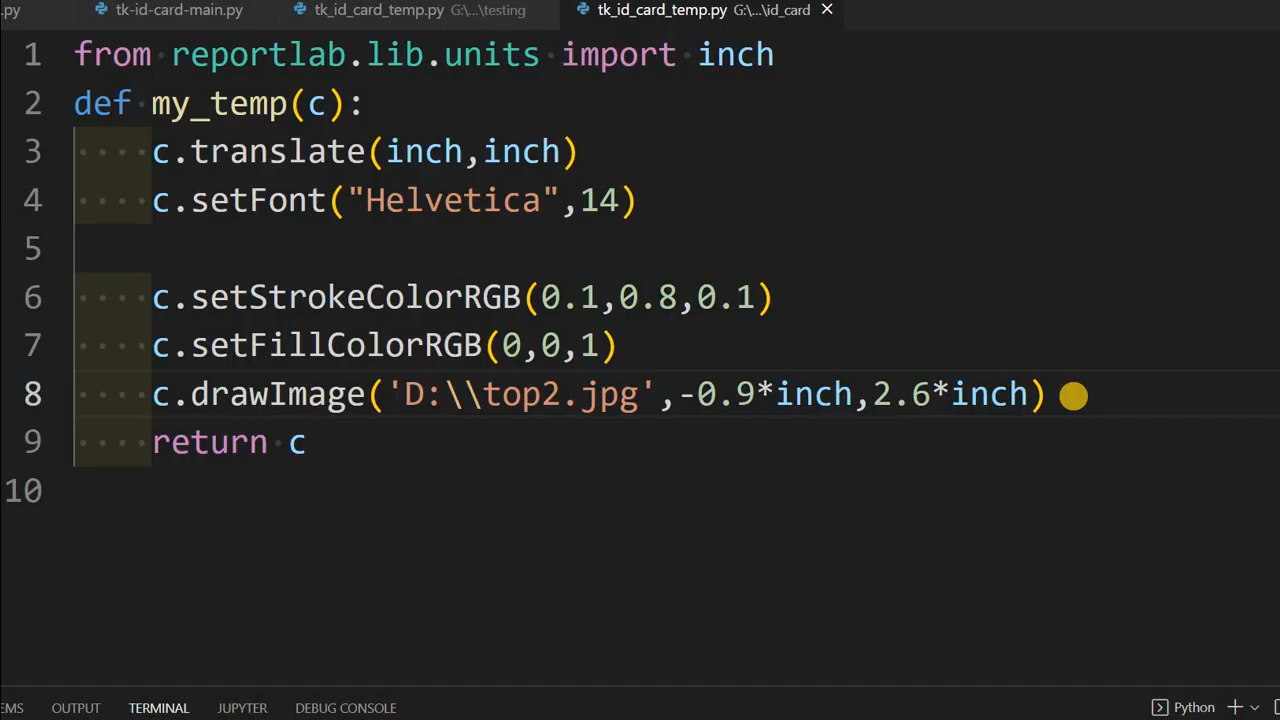 .py tk-id-card-main.py tk_id_card_temp.py G:\...\testing tk_id_card_temp.py G:\...\id_card ×
1 from reportlab.lib.units import inch
2 def my_temp(c):
3 c.translate(inch,inch)
4 c.setFont("Helvetica",14)
5
6 c.setStrokeColorRGB(0.1,0.8,0.1)
7 c.setFillColorRGB(0,0,1)
8 c.drawImage('D:\\top2.jpg',-0.9*inch,2.6*inch)
9 return c
10
EMS OUTPUT TERMINAL JUPYTER DEBUG CONSOLE Python